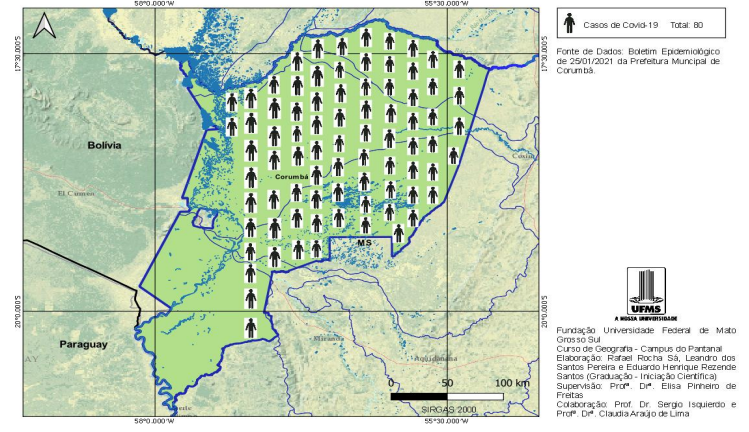 58°0.000'W
55°30.000'W
17°30.000'S
17°30.000'S
Bolívia
El Carmen
Corumbá
Coxim
MS
20°0.000'S
20°0.000'S
Paraguay
AY
Miranda
Aquidauana
0 50 100 km
SIRGAS 2000
58°0.000'W
55°30.000'W
Casos de Covid-19 Total: 80
Fonte de Dados: Boletim Epidemiológico
de 25/01/2021 da Prefeitura Muncipal de
Corumbá.
UFMS
A NOSSA UNIVERSIDADE
Fundação Universidade Federal de Mato
Grosso Sul
Curso de Geografia - Campus do Pantanal
Elaboração: Rafael Rocha Sá, Leandro dos
Santos Pereira e Eduardo Henrique Rezende
Santos (Graduação - Iniciação Científica)
Supervisão: Profª. Drª. Elisa Pinheiro de
Freitas
Colaboração: Prof. Dr. Sergio Isquierdo e
Profª. Drª. Claudia Araújo de Lima